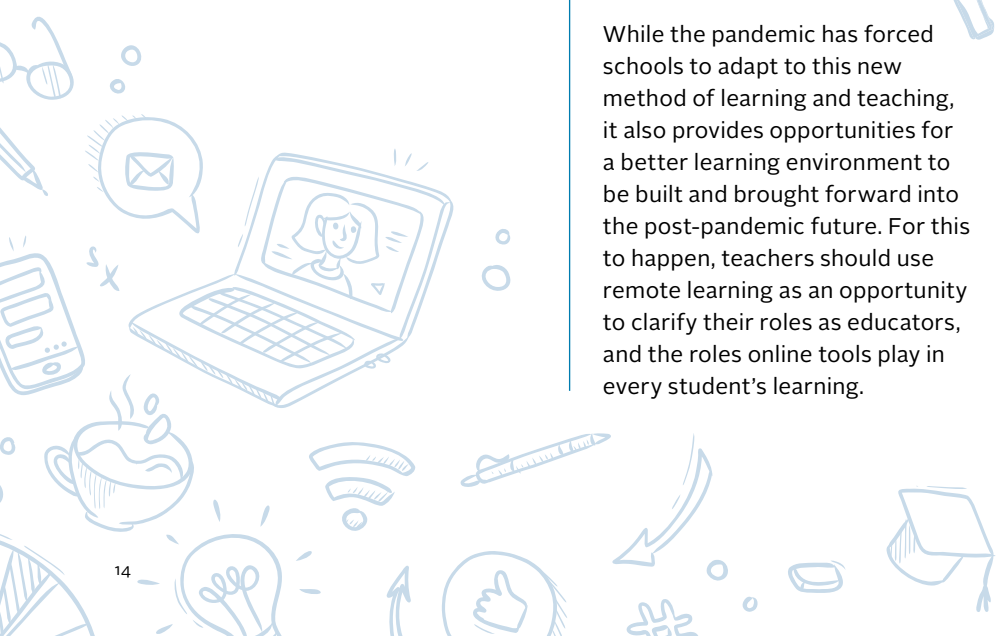 While the pandemic has forced
schools to adapt to this new
method of learning and teaching,
it also provides opportunities for
a better learning environment to
be built and brought forward into
the post-pandemic future. For this
to happen, teachers should use
remote learning as an opportunity
to clarify their roles as educators,
and the roles online tools play in
every student’s learning.
14